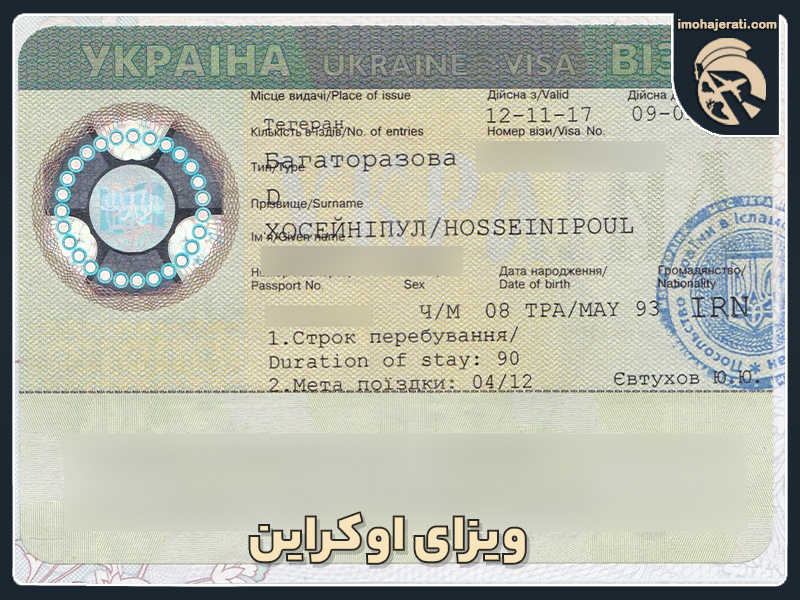 imohajerati.com
УКРАЇНА UKRAINE VISA
Місце видачі/Place of issue Дійсна з/Valid Дійсна
Тегеран 12-11-17
Кількість в'їздів/No. of entries Номер візи/Visa No.
Багаторазова
Тип/Type
D
Прізвище/Surname
ХОСЕЙНІПУЛ/HOSSEINIPOUL
Ім'я/Given name
Дата народження/ Громадянство/
Passport No. Sex Date of birth Nationality
Ч/М 08 ТРА/MAY 93 IRN
1.Строк перебування/
Duration of stay: 90
2.Мета поїздки: 04/12 Євтухов Ю.Ю.
ویزای اوکراین